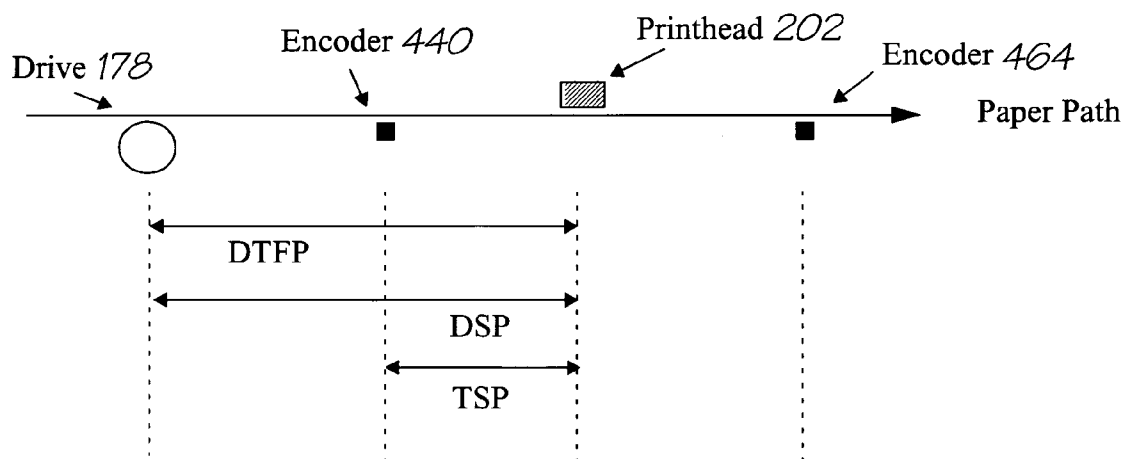 Printhead 202
Encoder 440
Encoder 464
Drive 178
Paper Path
DTFP
DSP
TSP